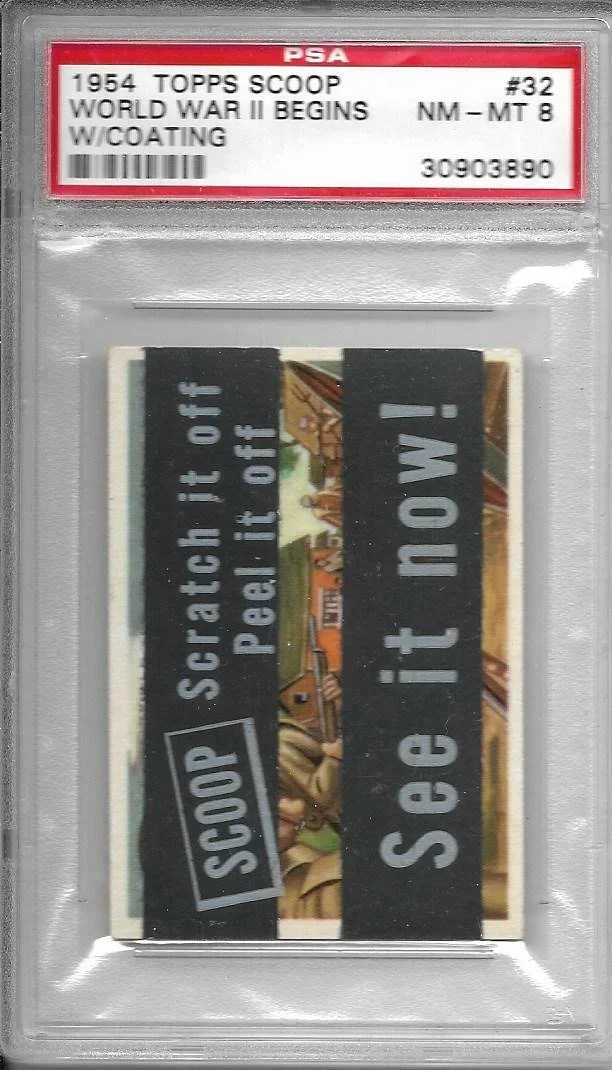 PSA
1954 TOPPS SCOOP #32
WORLD WAR II BEGINS NM-MT 8
W/COATING
30903890
SCOOP Scratch it off
Peel it off
See it now!